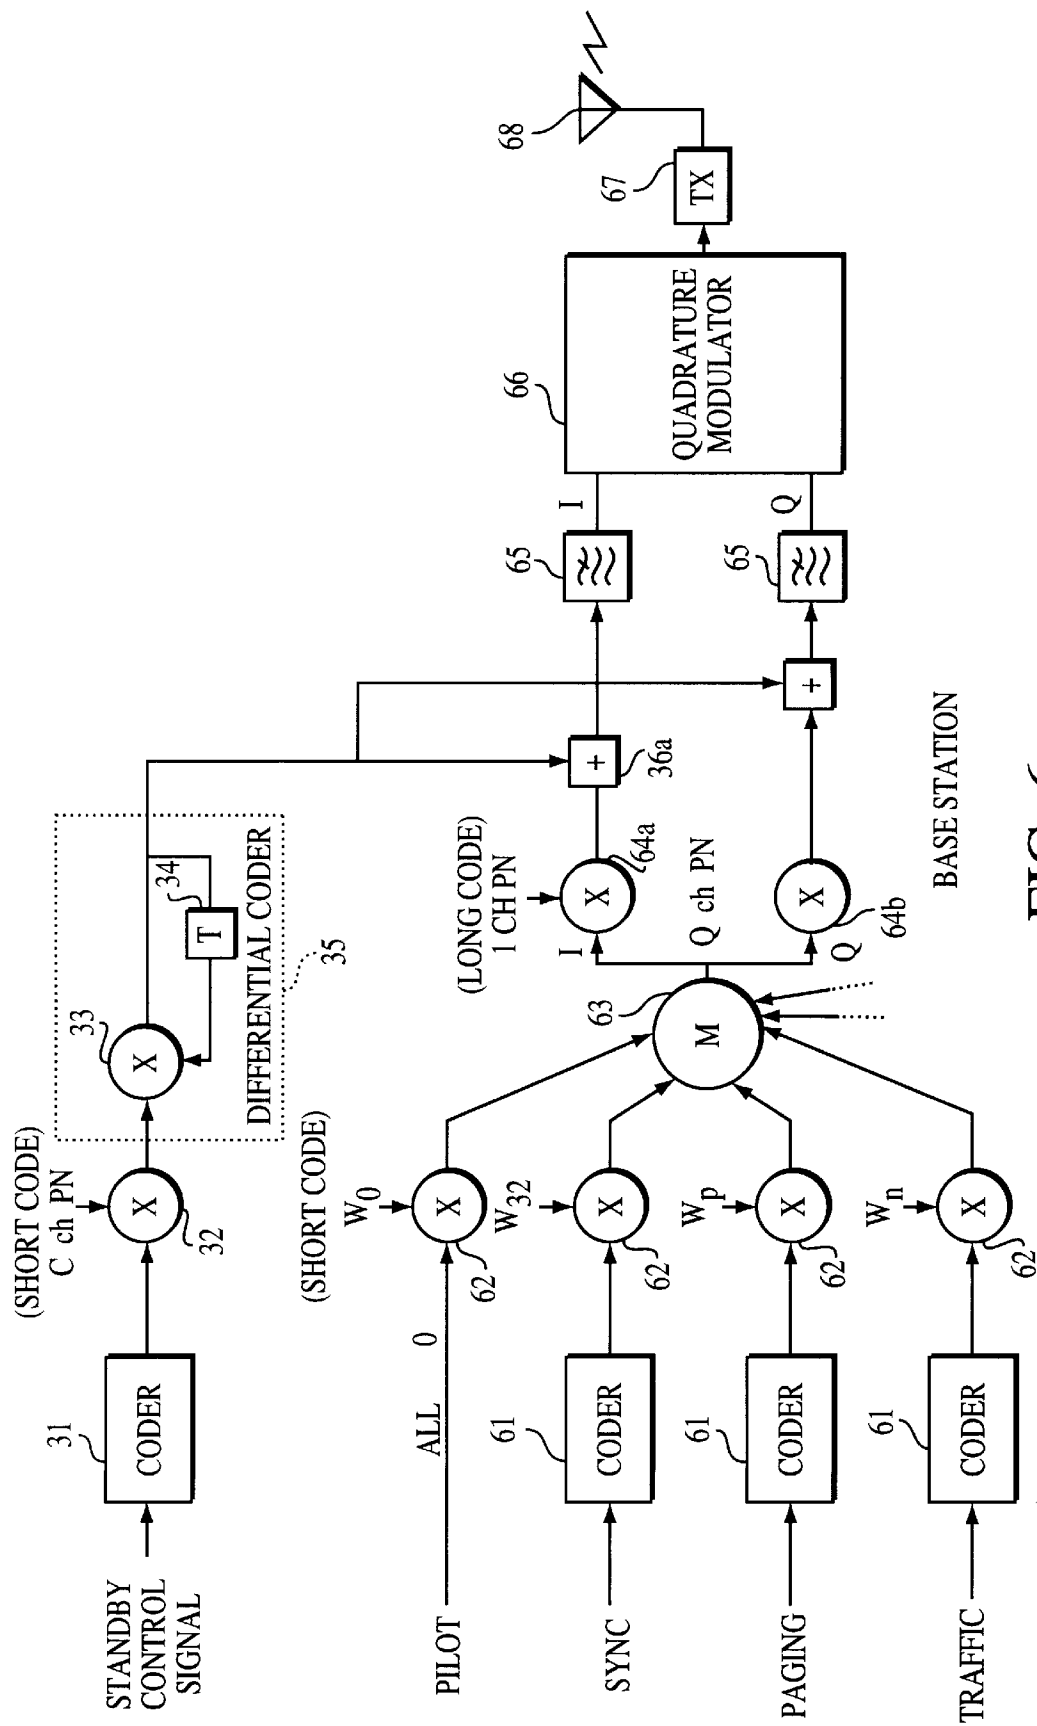 STANDBY
CONTROL
SIGNAL
31
CODER
(SHORT CODE)
C ch PN
X
32
33
X
34
T
DIFFERENTIAL CODER
35
(SHORT CODE)
PILOT
ALL 0
W0
X
62
SYNC
61
CODER
W32
X
62
PAGING
61
CODER
Wp
X
62
TRAFFIC
61
CODER
Wn
X
62
63
M
(LONG CODE)
1 CH PN
I
X
64a
Q ch PN
Q
X
64b
+
36a
+
65
I
65
Q
66
QUADRATURE
MODULATOR
67
TX
68
BASE STATION